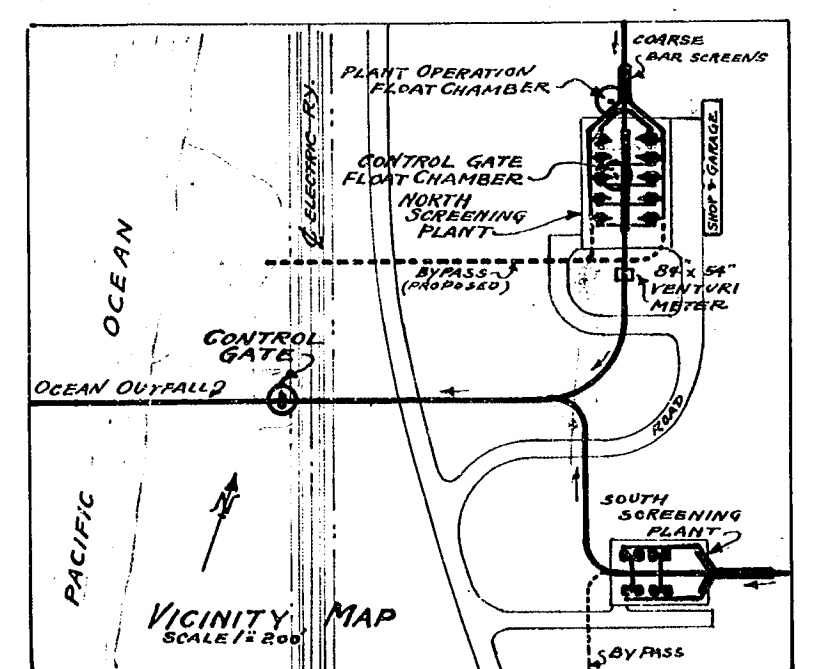 COARSE
BAR SCREENS
PLANT OPERATION
FLOAT CHAMBER
CONTROL GATE
FLOAT CHAMBER
NORTH
SCREENING
PLANT
SHOP & GARAGE
℄ ELECTRIC RY.
BYPASS
(PROPOSED)
84" x 54"
VENTURI
METER
OCEAN
CONTROL
GATE
OCEAN OUTFALL
ROAD
N
SOUTH
SCREENING
PLANT
PACIFIC
VICINITY MAP
SCALE 1"=200'
BYPASS